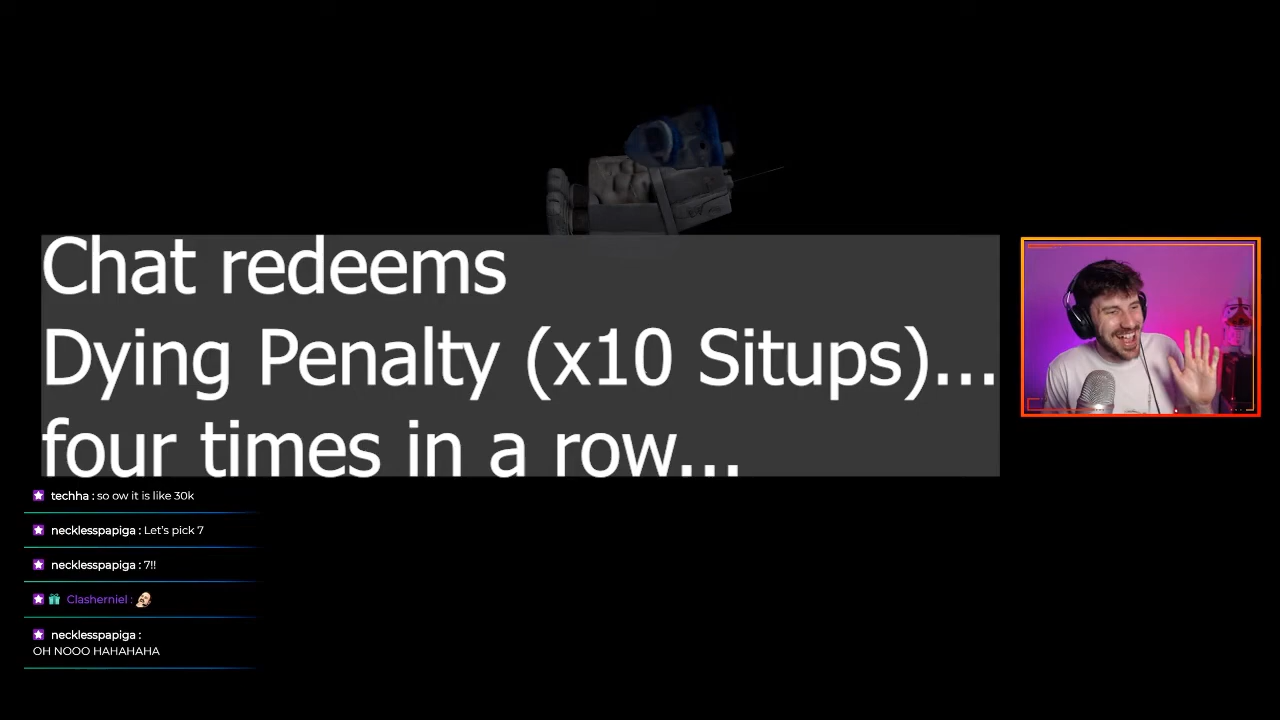 Chat redeems
Dying Penalty (x10 Situps)...
four times in a row...
techha : so ow it is like 30k
necklesspapiga : Let's pick 7
necklesspapiga : 7!!
Clasherniel :
necklesspapiga :
OH NOOO HAHAHAHA